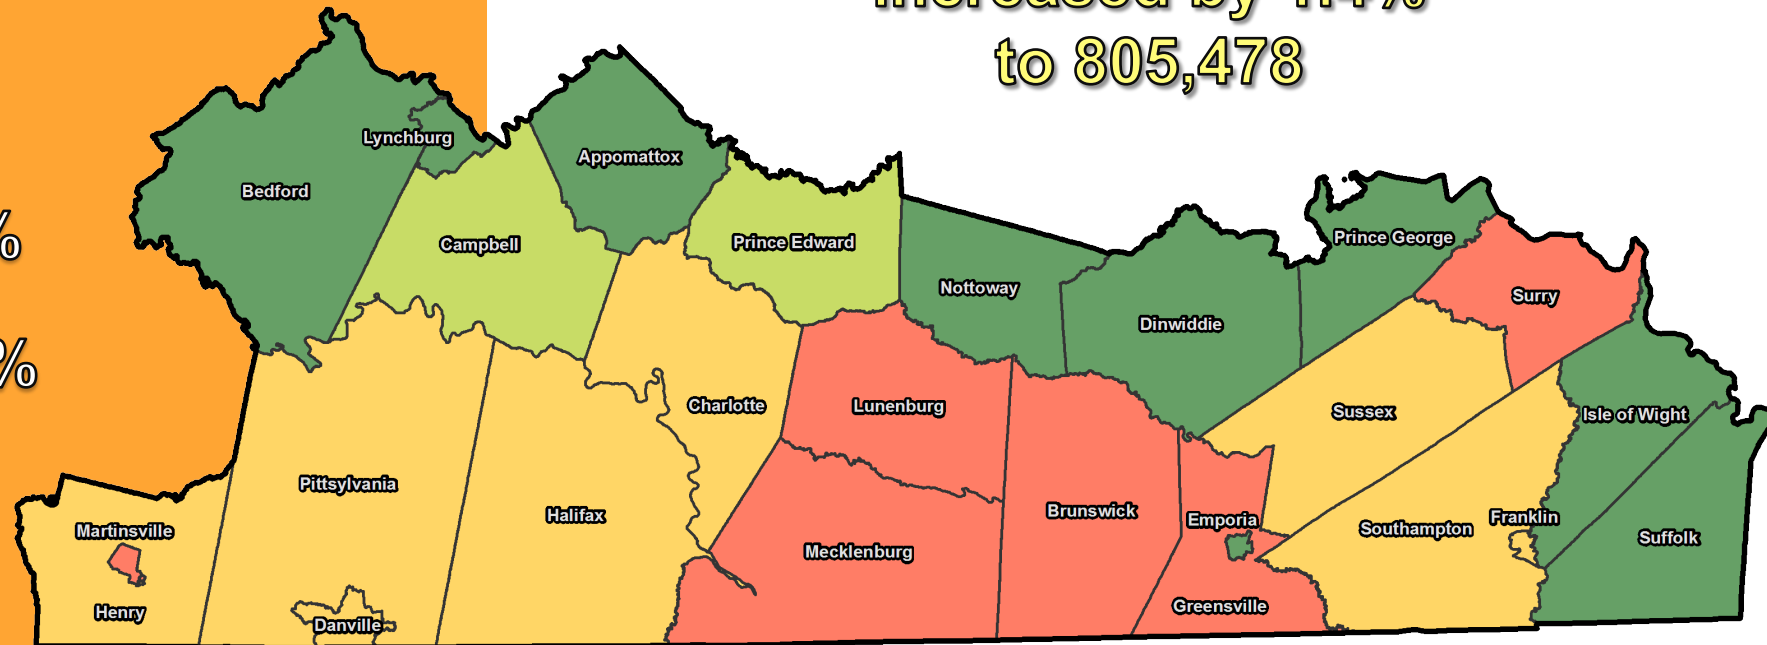 to 805,478
Lynchburg
Appomattox
Bedford
%
Campbell
Prince Edward
Prince George
Nottoway
Surry
Dinwiddie
%
Charlotte
Lunenburg
Sussex
Isle of Wight
Pittsylvania
Halifax
Brunswick
Emporia
Franklin
Southampton
Martinsville
Suffolk
Mecklenburg
Henry
Greensville
Danville